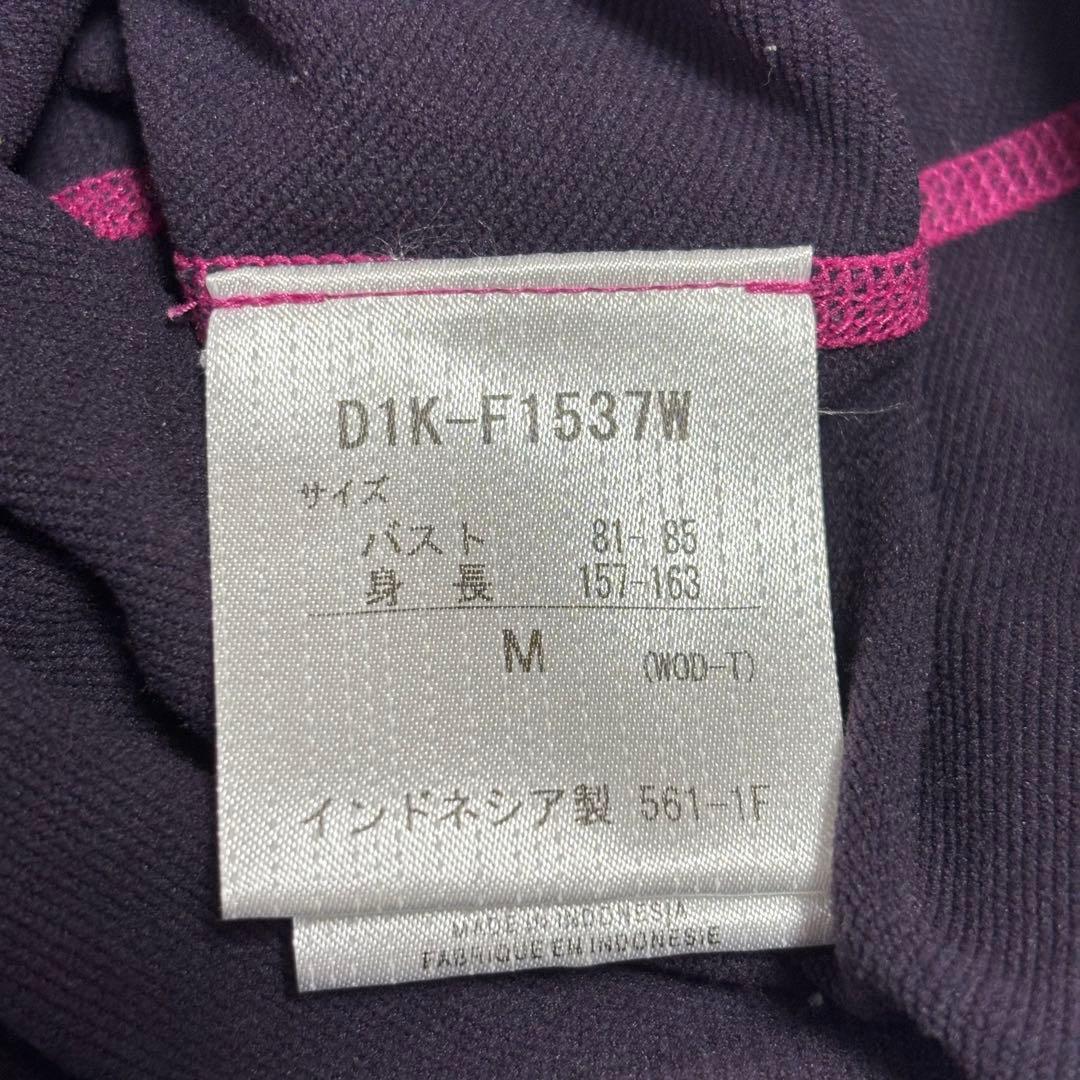 D1K-F1537W
サイズ
バスト 81- 85
身 長 157-163
M (WOD-T)
インドネシア製 561-1F
MADE IN INDONESIA
FABRIQUE EN INDONESIE